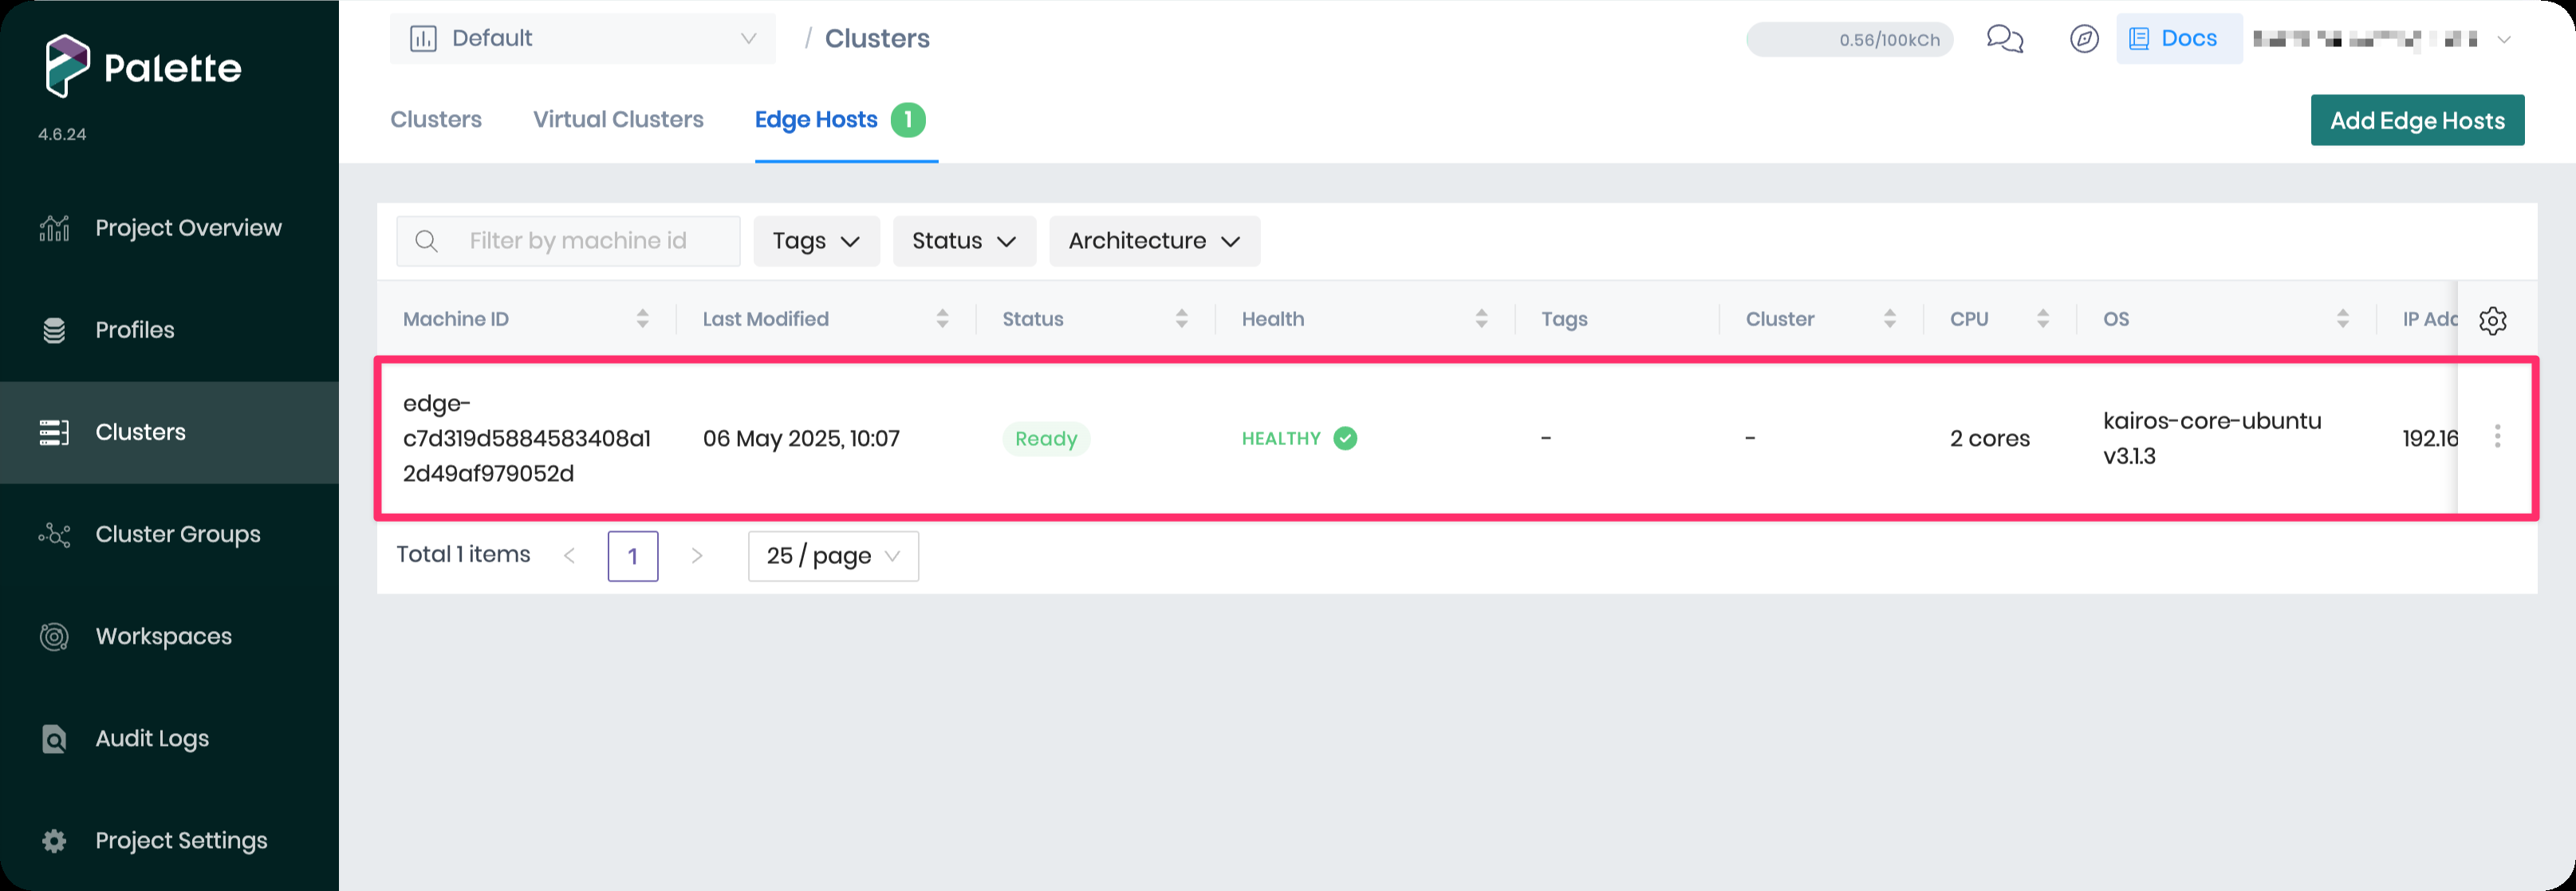 Palette
4.6.24
Project Overview
Profiles
Clusters
Cluster Groups
Workspaces
Audit Logs
Project Settings
Default
/ Clusters
0.56/100kCh
Docs
Clusters
Virtual Clusters
Edge Hosts 1
Add Edge Hosts
Filter by machine id
Tags
Status
Architecture
Machine ID
Last Modified
Status
Health
Tags
Cluster
CPU
OS
IP Add
edge-
c7d319d5884583408a1
2d49af979052d
06 May 2025, 10:07
Ready
HEALTHY
-
-
2 cores
kairos-core-ubuntu
v3.1.3
192.16
Total 1 items
1
25 / page